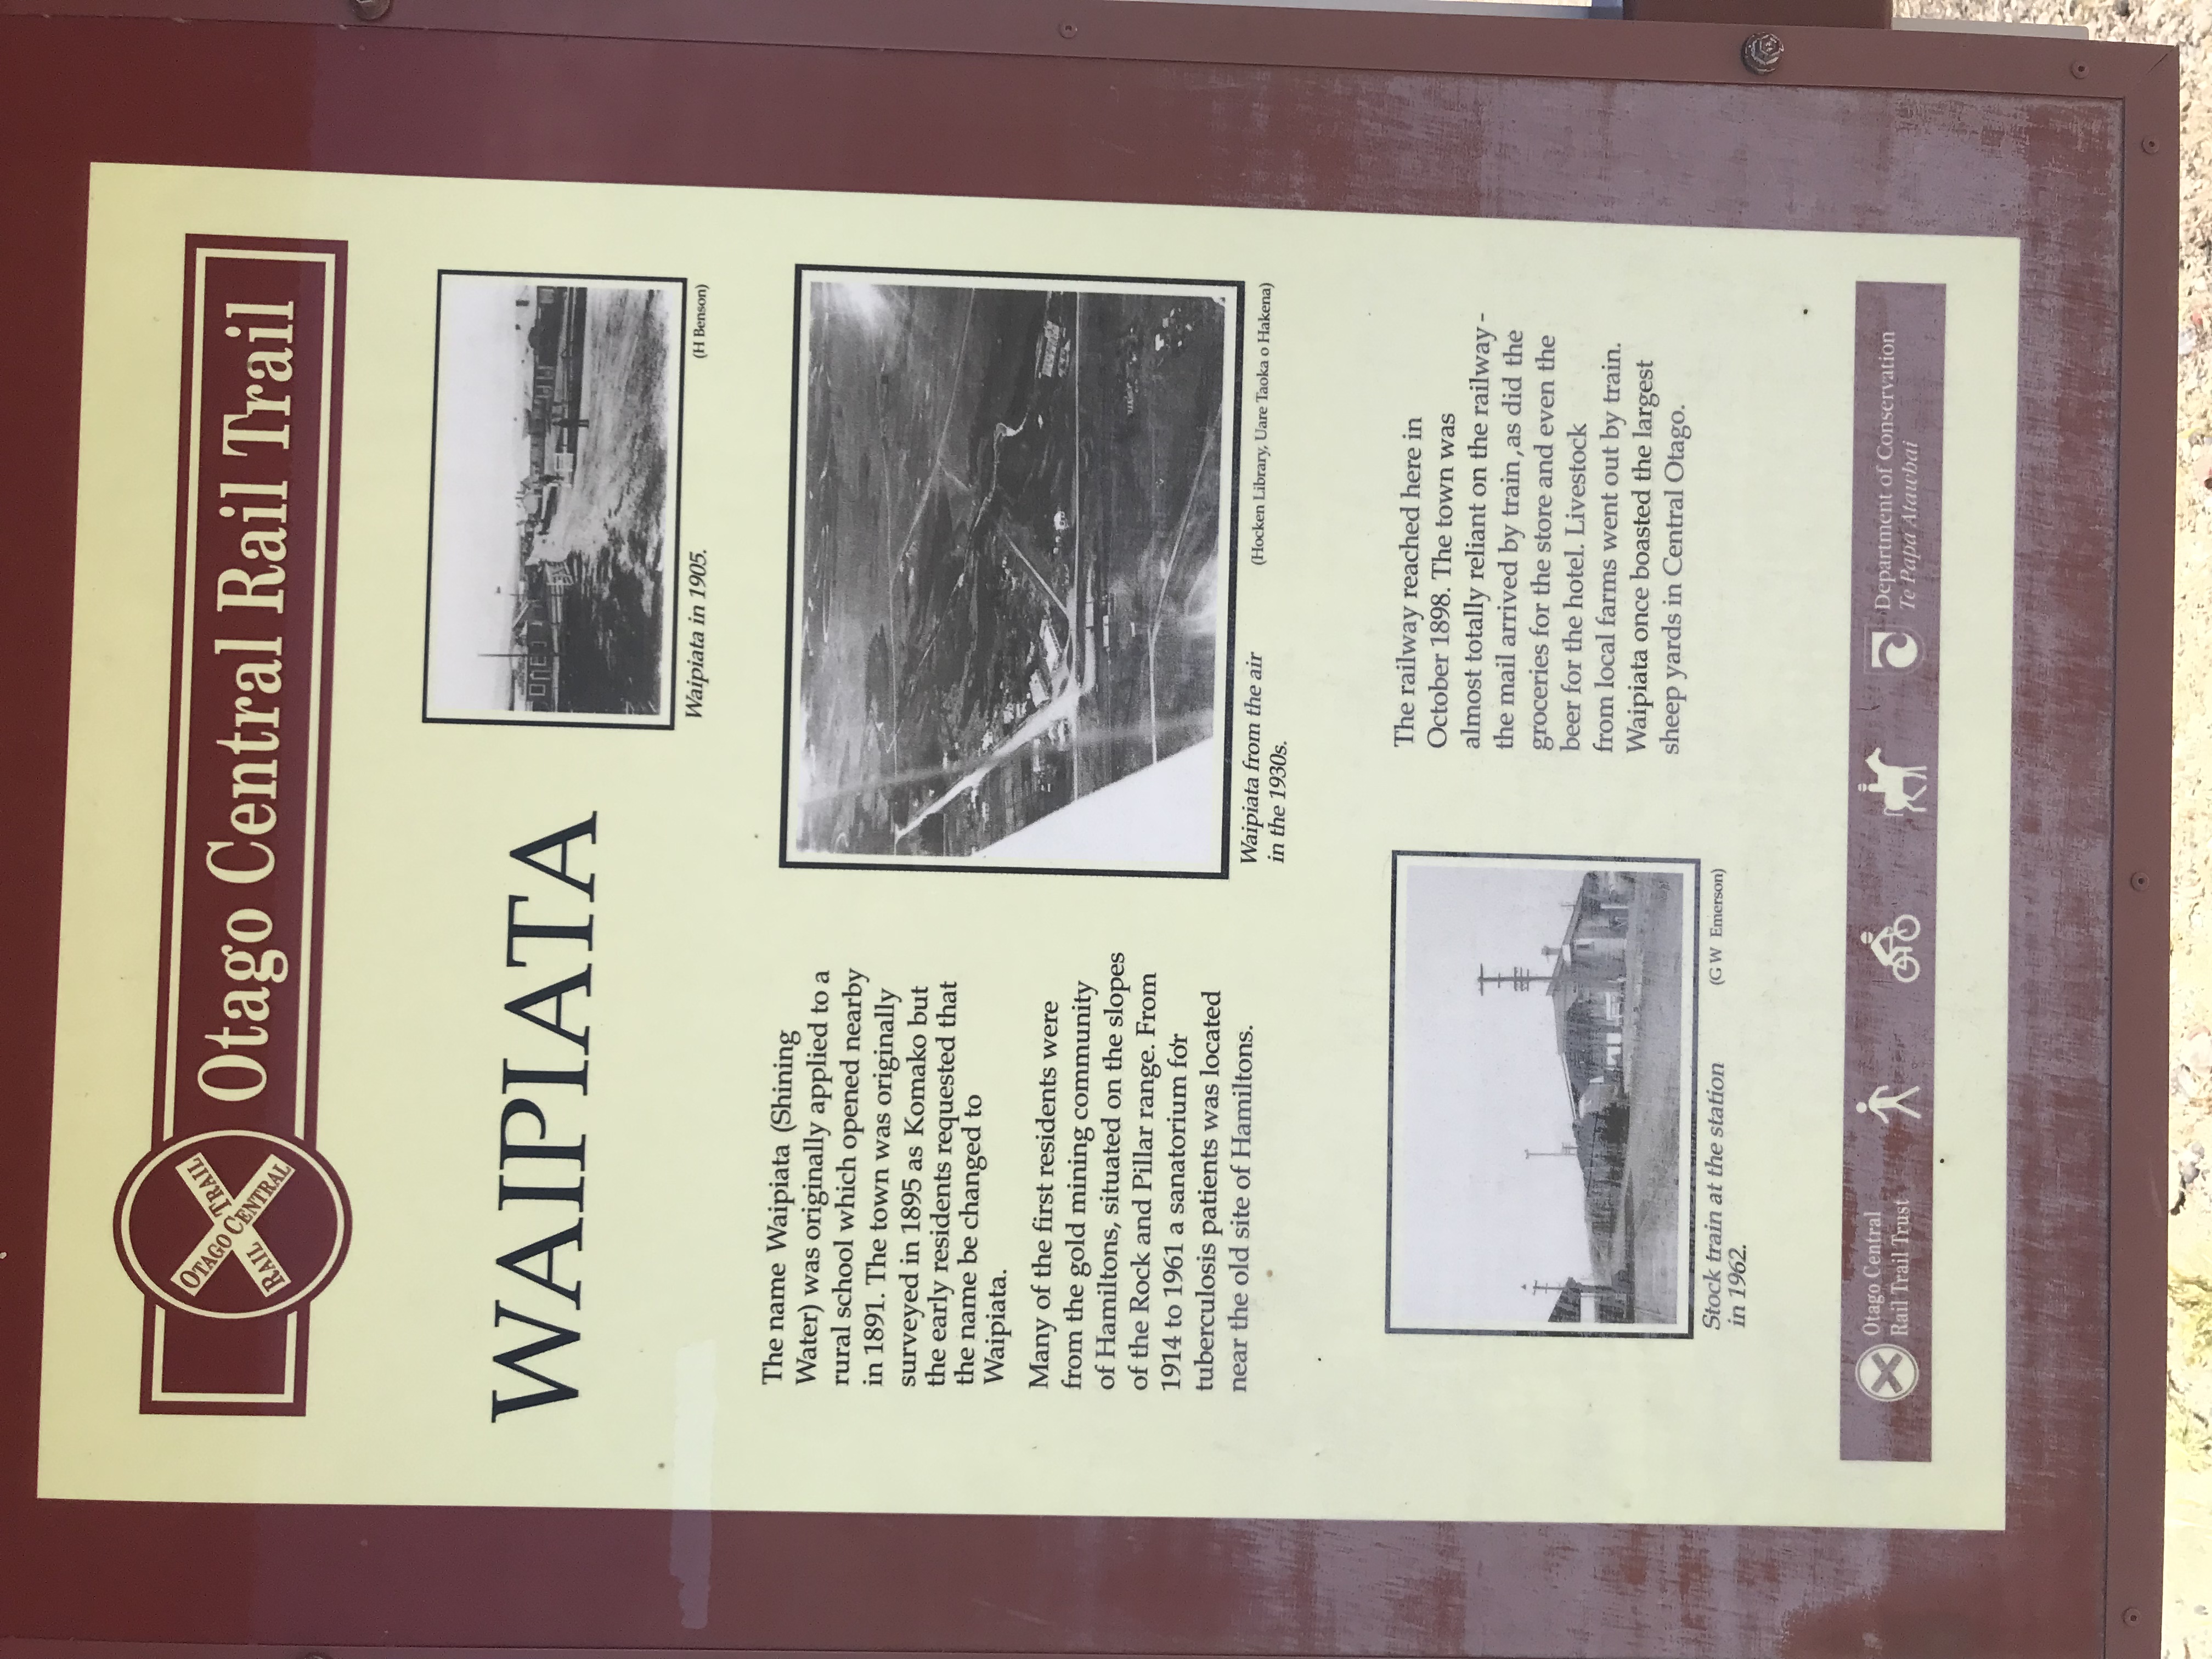 Otago Central Rail Trail
OTAGO CENTRAL
RAIL TRAIL
WAIPIATA
Waipiata in 1905.
(H Benson)
The name Waipiata (Shining
Water) was originally applied to a
rural school which opened nearby
in 1891. The town was originally
surveyed in 1895 as Komako but
the early residents requested that
the name be changed to
Waipiata.
Many of the first residents were
from the gold mining community
of Hamiltons, situated on the slopes
of the Rock and Pillar range. From
1914 to 1961 a sanatorium for
tuberculosis patients was located
near the old site of Hamiltons.
Waipiata from the air
in the 1930s.
(Hocken Library, Uare Taoka o Hakena)
Stock train at the station
in 1962.
(G W Emerson)
The railway reached here in
October 1898. The town was
almost totally reliant on the railway -
the mail arrived by train, as did the
groceries for the store and even the
beer for the hotel. Livestock
from local farms went out by train.
Waipiata once boasted the largest
sheep yards in Central Otago.
Otago Central
Rail Trail Trust
Department of Conservation
Te Papa Atawhai